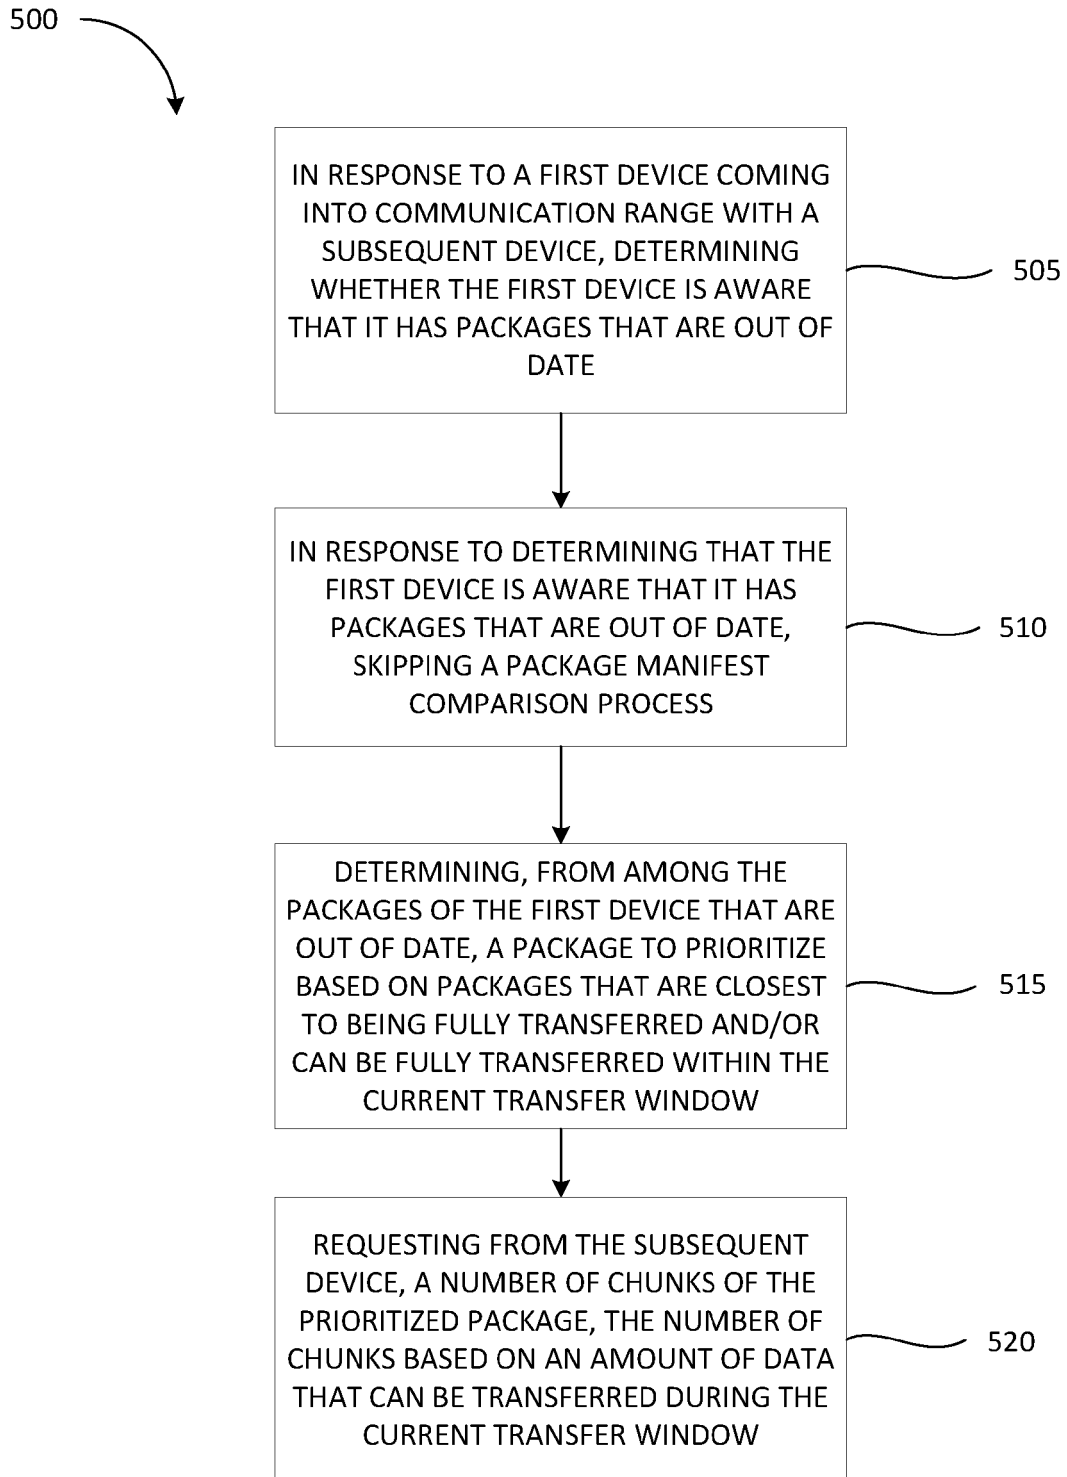 500
IN RESPONSE TO A FIRST DEVICE COMING
INTO COMMUNICATION RANGE WITH A
SUBSEQUENT DEVICE, DETERMINING
WHETHER THE FIRST DEVICE IS AWARE
THAT IT HAS PACKAGES THAT ARE OUT OF
DATE
505
IN RESPONSE TO DETERMINING THAT THE
FIRST DEVICE IS AWARE THAT IT HAS
PACKAGES THAT ARE OUT OF DATE,
SKIPPING A PACKAGE MANIFEST
COMPARISON PROCESS
510
DETERMINING, FROM AMONG THE
PACKAGES OF THE FIRST DEVICE THAT ARE
OUT OF DATE, A PACKAGE TO PRIORITIZE
BASED ON PACKAGES THAT ARE CLOSEST
TO BEING FULLY TRANSFERRED AND/OR
CAN BE FULLY TRANSFERRED WITHIN THE
CURRENT TRANSFER WINDOW
515
REQUESTING FROM THE SUBSEQUENT
DEVICE, A NUMBER OF CHUNKS OF THE
PRIORITIZED PACKAGE, THE NUMBER OF
CHUNKS BASED ON AN AMOUNT OF DATA
THAT CAN BE TRANSFERRED DURING THE
CURRENT TRANSFER WINDOW
520